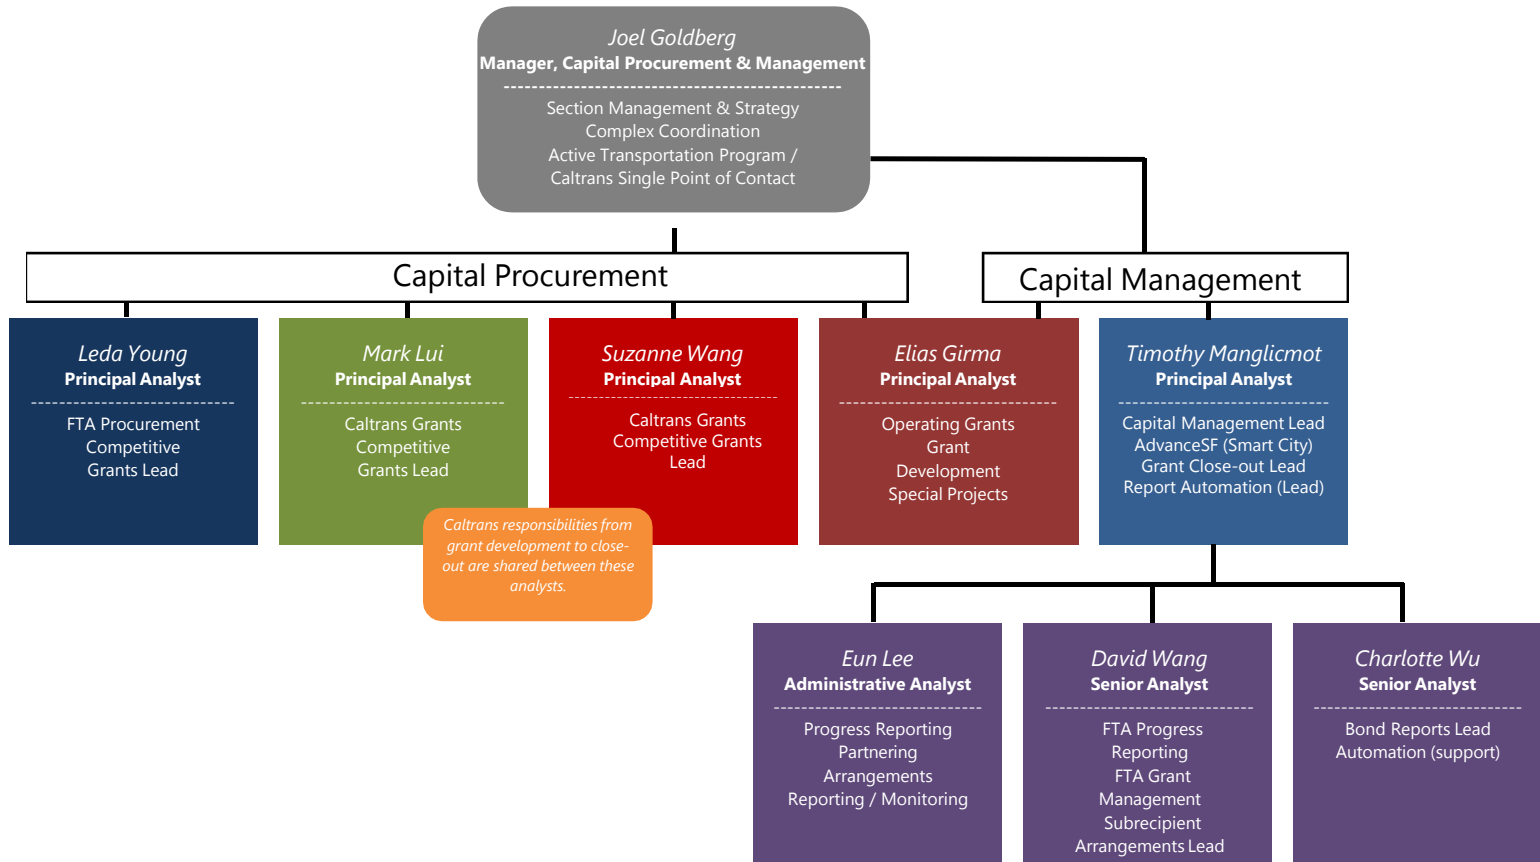 Joel Goldberg
Manager, Capital Procurement & Management
Section Management & Strategy
Complex Coordination
Active Transportation Program /
Caltrans Single Point of Contact
Capital Procurement
Capital Management
Leda Young
Principal Analyst
FTA Procurement
Competitive
Grants Lead
Mark Lui
Principal Analyst
Caltrans Grants
Competitive
Grants Lead
Suzanne Wang
Principal Analyst
Caltrans Grants
Competitive Grants
Lead
Elias Girma
Principal Analyst
Operating Grants
Grant
Development
Special Projects
Timothy Manglicmot
Principal Analyst
Capital Management Lead
AdvanceSF (Smart City)
Grant Close-out Lead
Report Automation (Lead)
Caltrans responsibilities from
grant development to close-
out are shared between these
analysts.
Eun Lee
Administrative Analyst
Progress Reporting
Partnering
Arrangements
Reporting / Monitoring
David Wang
Senior Analyst
FTA Progress
Reporting
FTA Grant
Management
Subrecipient
Arrangements Lead
Charlotte Wu
Senior Analyst
Bond Reports Lead
Automation (support)